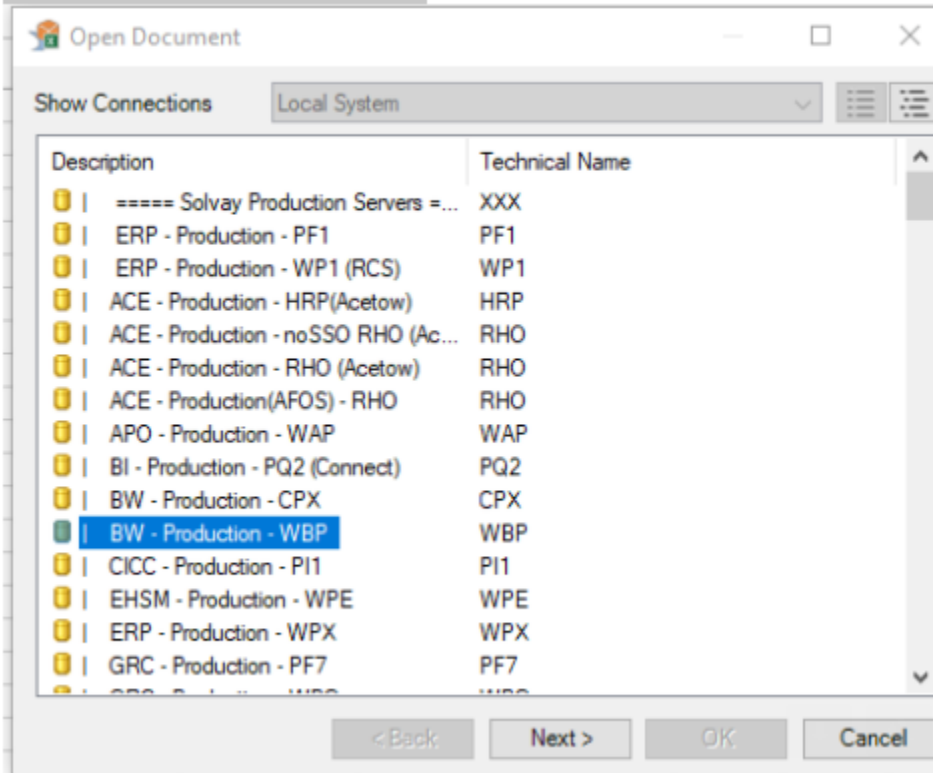 Open Document
Show Connections Local System
Description Technical Name
| ===== Solvay Production Servers =... XXX
| ERP - Production - PF1 PF1
| ERP - Production - WP1 (RCS) WP1
| ACE - Production - HRP(Acetow) HRP
| ACE - Production - noSSO RHO (Ac... RHO
| ACE - Production - RHO (Acetow) RHO
| ACE - Production(AFOS) - RHO RHO
| APO - Production - WAP WAP
| BI - Production - PQ2 (Connect) PQ2
| BW - Production - CPX CPX
| BW - Production - WBP WBP
| CICC - Production - PI1 PI1
| EHSM - Production - WPE WPE
| ERP - Production - WPX WPX
| GRC - Production - PF7 PF7
< Back Next > OK Cancel